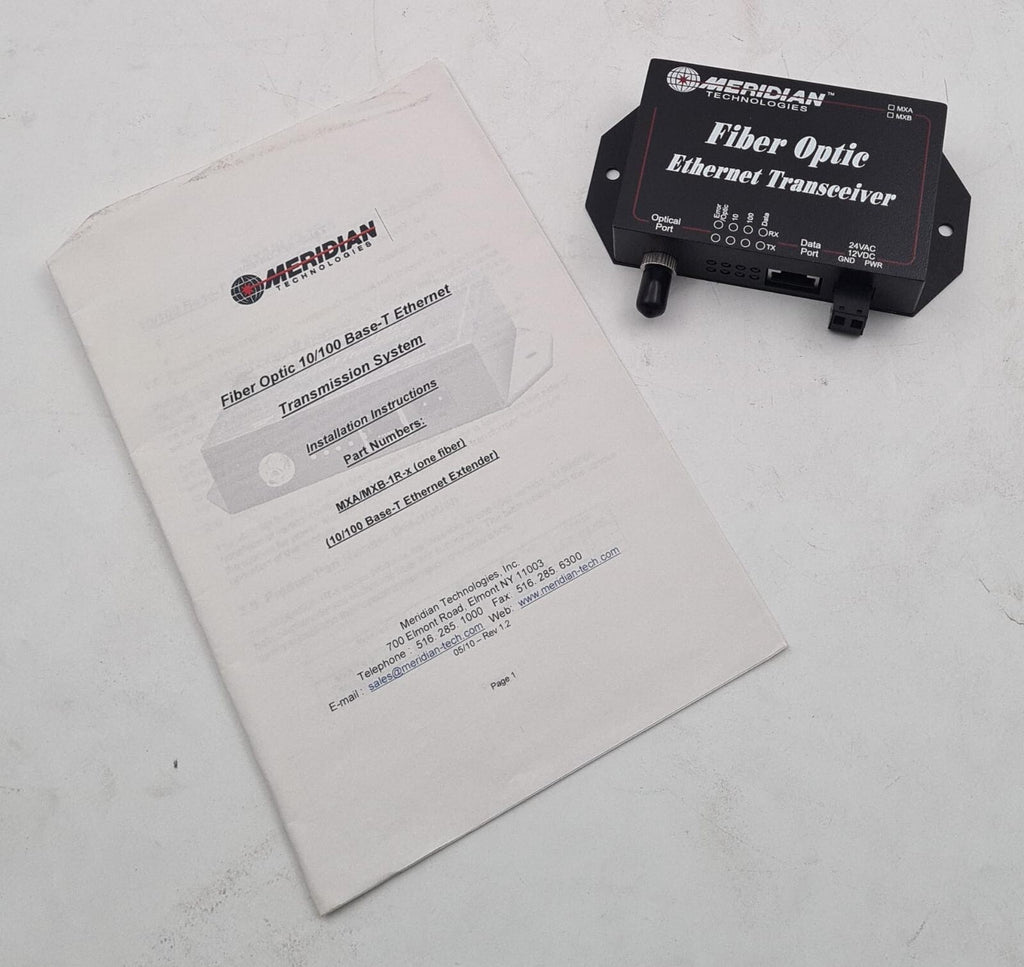 MERIDIAN
TECHNOLOGIES
Fiber Optic 10/100 Base-T Ethernet
Transmission System
Installation Instructions
Part Numbers:
MXA/MXB-1R-x (one fiber)
(10/100 Base-T Ethernet Extender)
Meridian Technologies, Inc.
700 Elmont Road, Elmont NY 11003
Telephone : 516. 285. 1000 Fax: 516. 285. 6300
E-mail : sales@meridian-tech.com Web: www.meridian-tech.com
05/10 – Rev 1.2
Page 1
MERIDIAN™
TECHNOLOGIES
MXA
MXB
Fiber Optic
Ethernet Transceiver
Optical
Port
Error
/Optic
10
100
Data
RX
TX
Data
Port
24VAC
12VDC
GND PWR